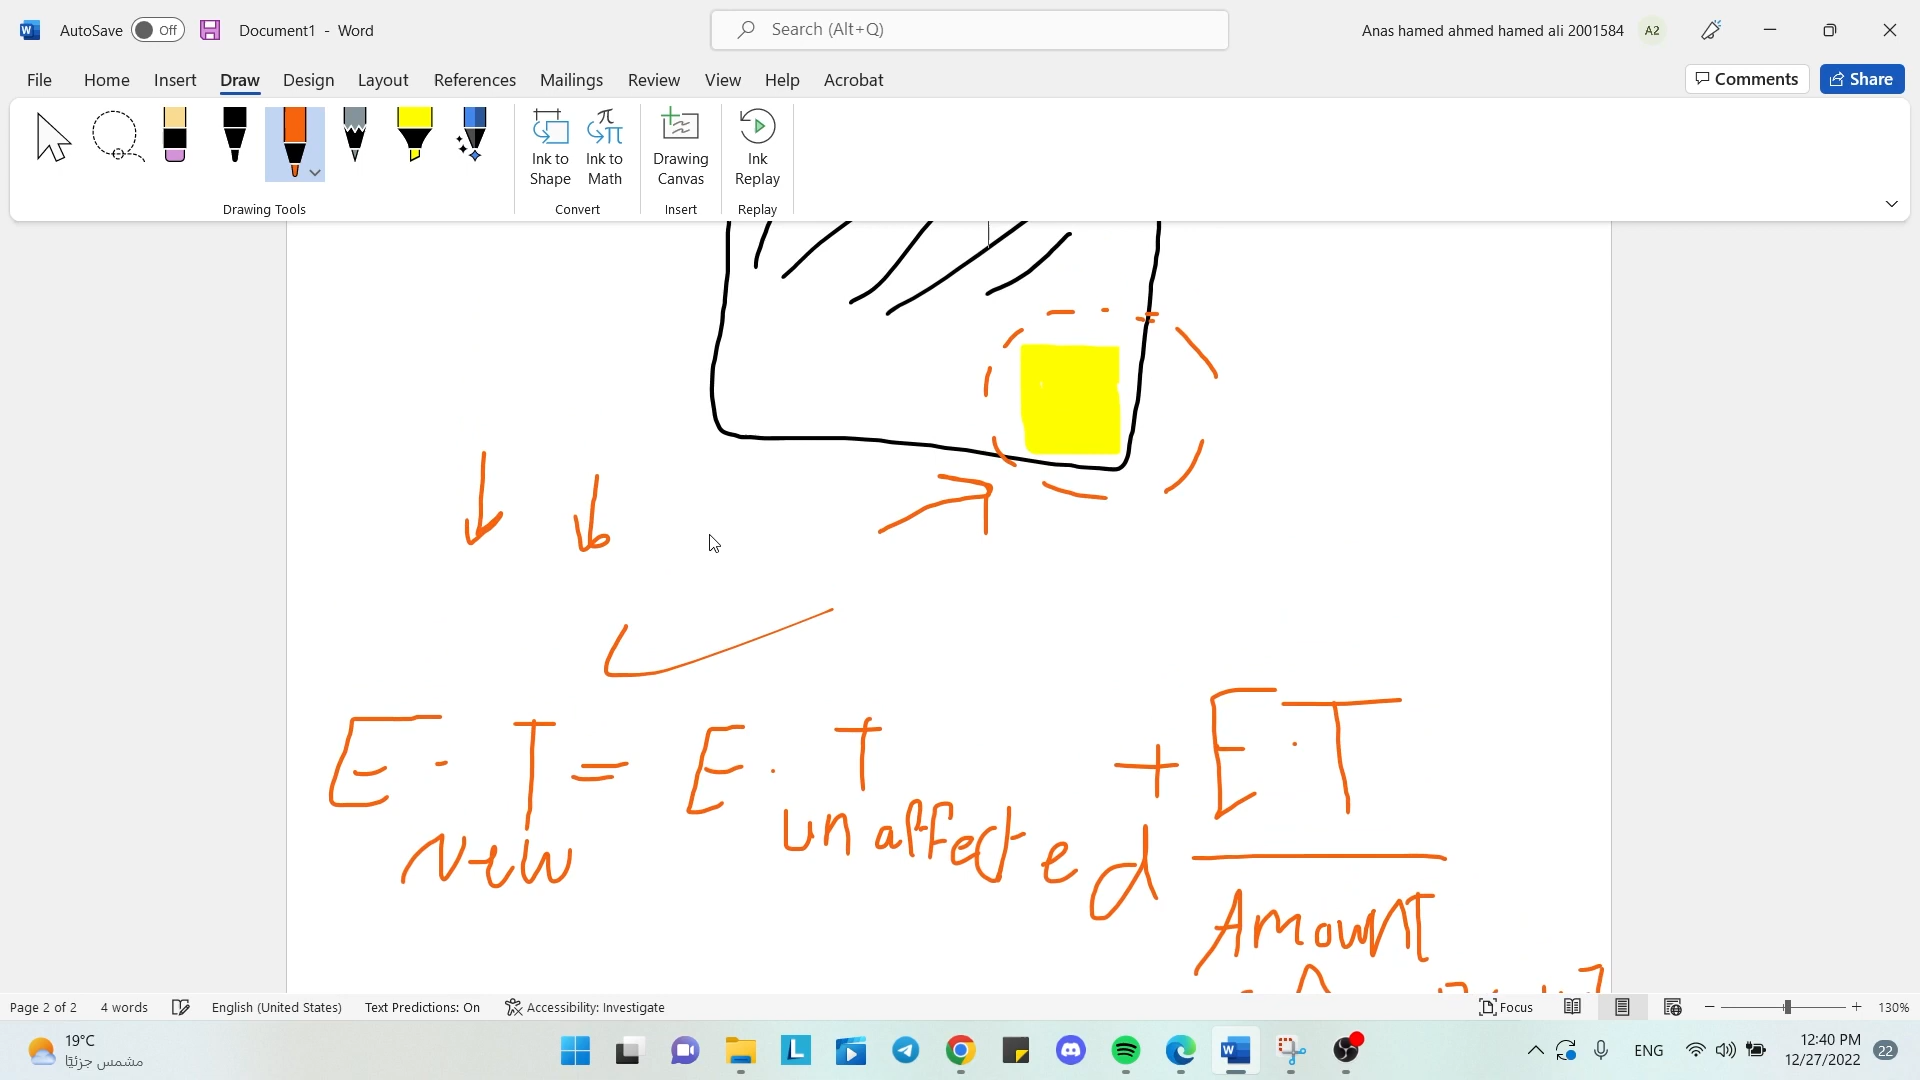 AutoSave Off Document1 - Word Search (Alt+Q) Anas hamed ahmed hamed ali 2001584 A2
File Home Insert Draw Design Layout References Mailings Review View Help Acrobat Comments Share
Ink to Shape
Ink to Math
Drawing Canvas
Ink Replay
Drawing Tools Convert Insert Replay
E.T = E.T + E.T
New unaffected
Amount
Page 2 of 2 4 words English (United States) Text Predictions: On Accessibility: Investigate Focus 130%
19°C
مشمس جزئيًا
ENG
12:40 PM
12/27/2022
22